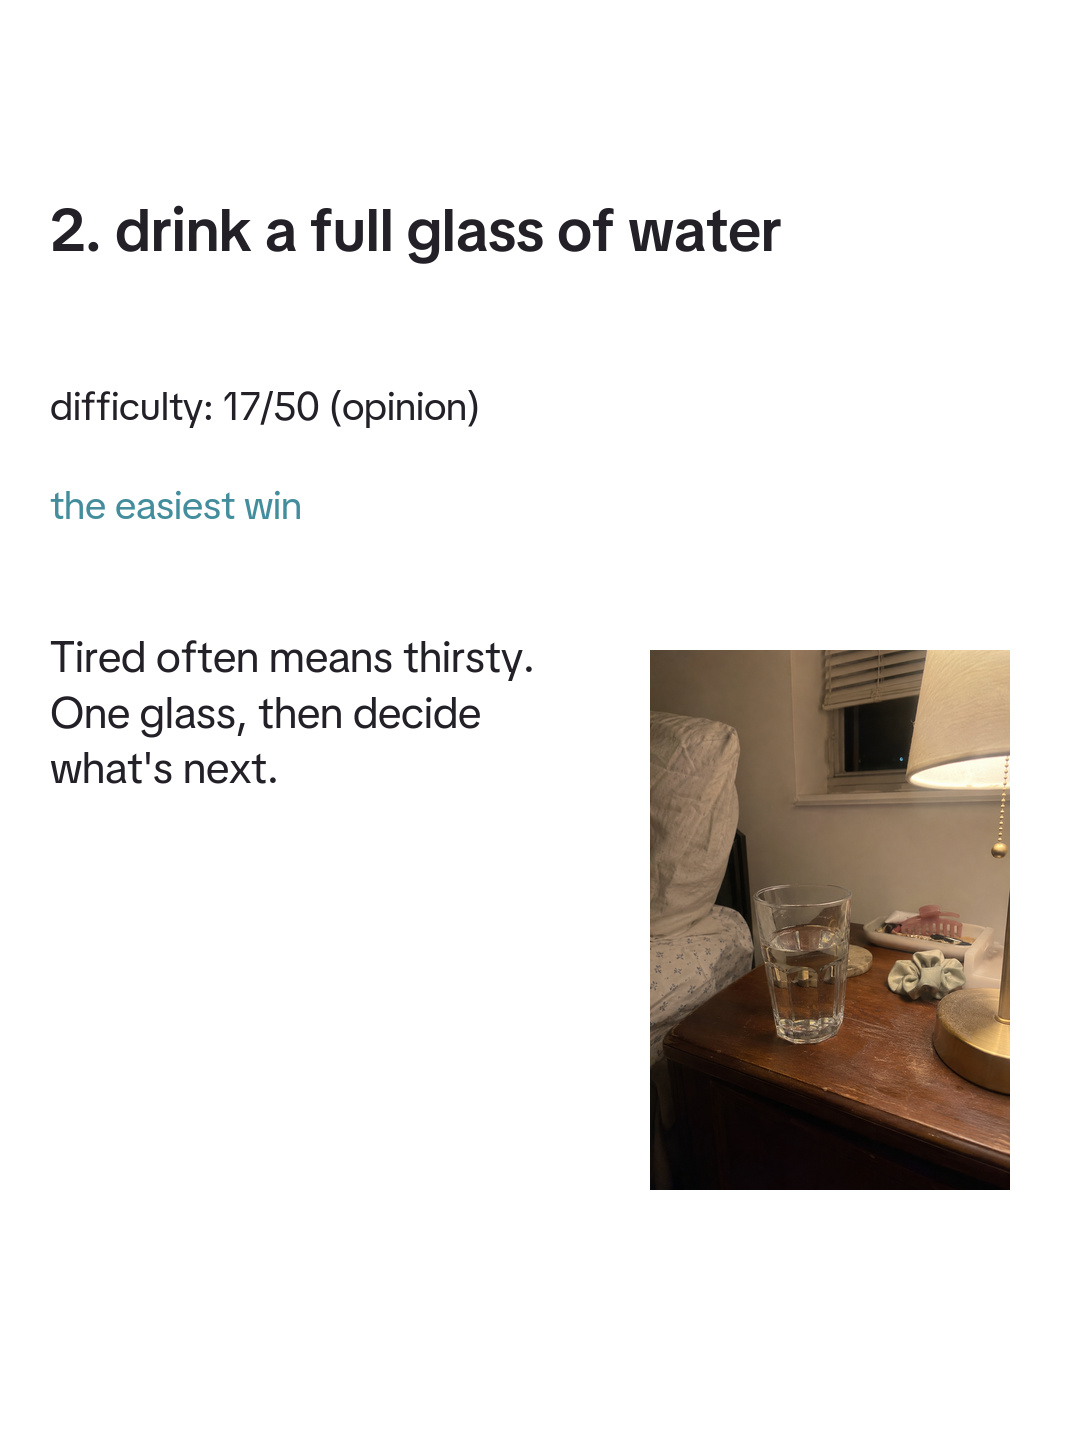 2. drink a full glass of water
difficulty: 17/50 (opinion)
the easiest win
Tired often means thirsty.
One glass, then decide
what's next.